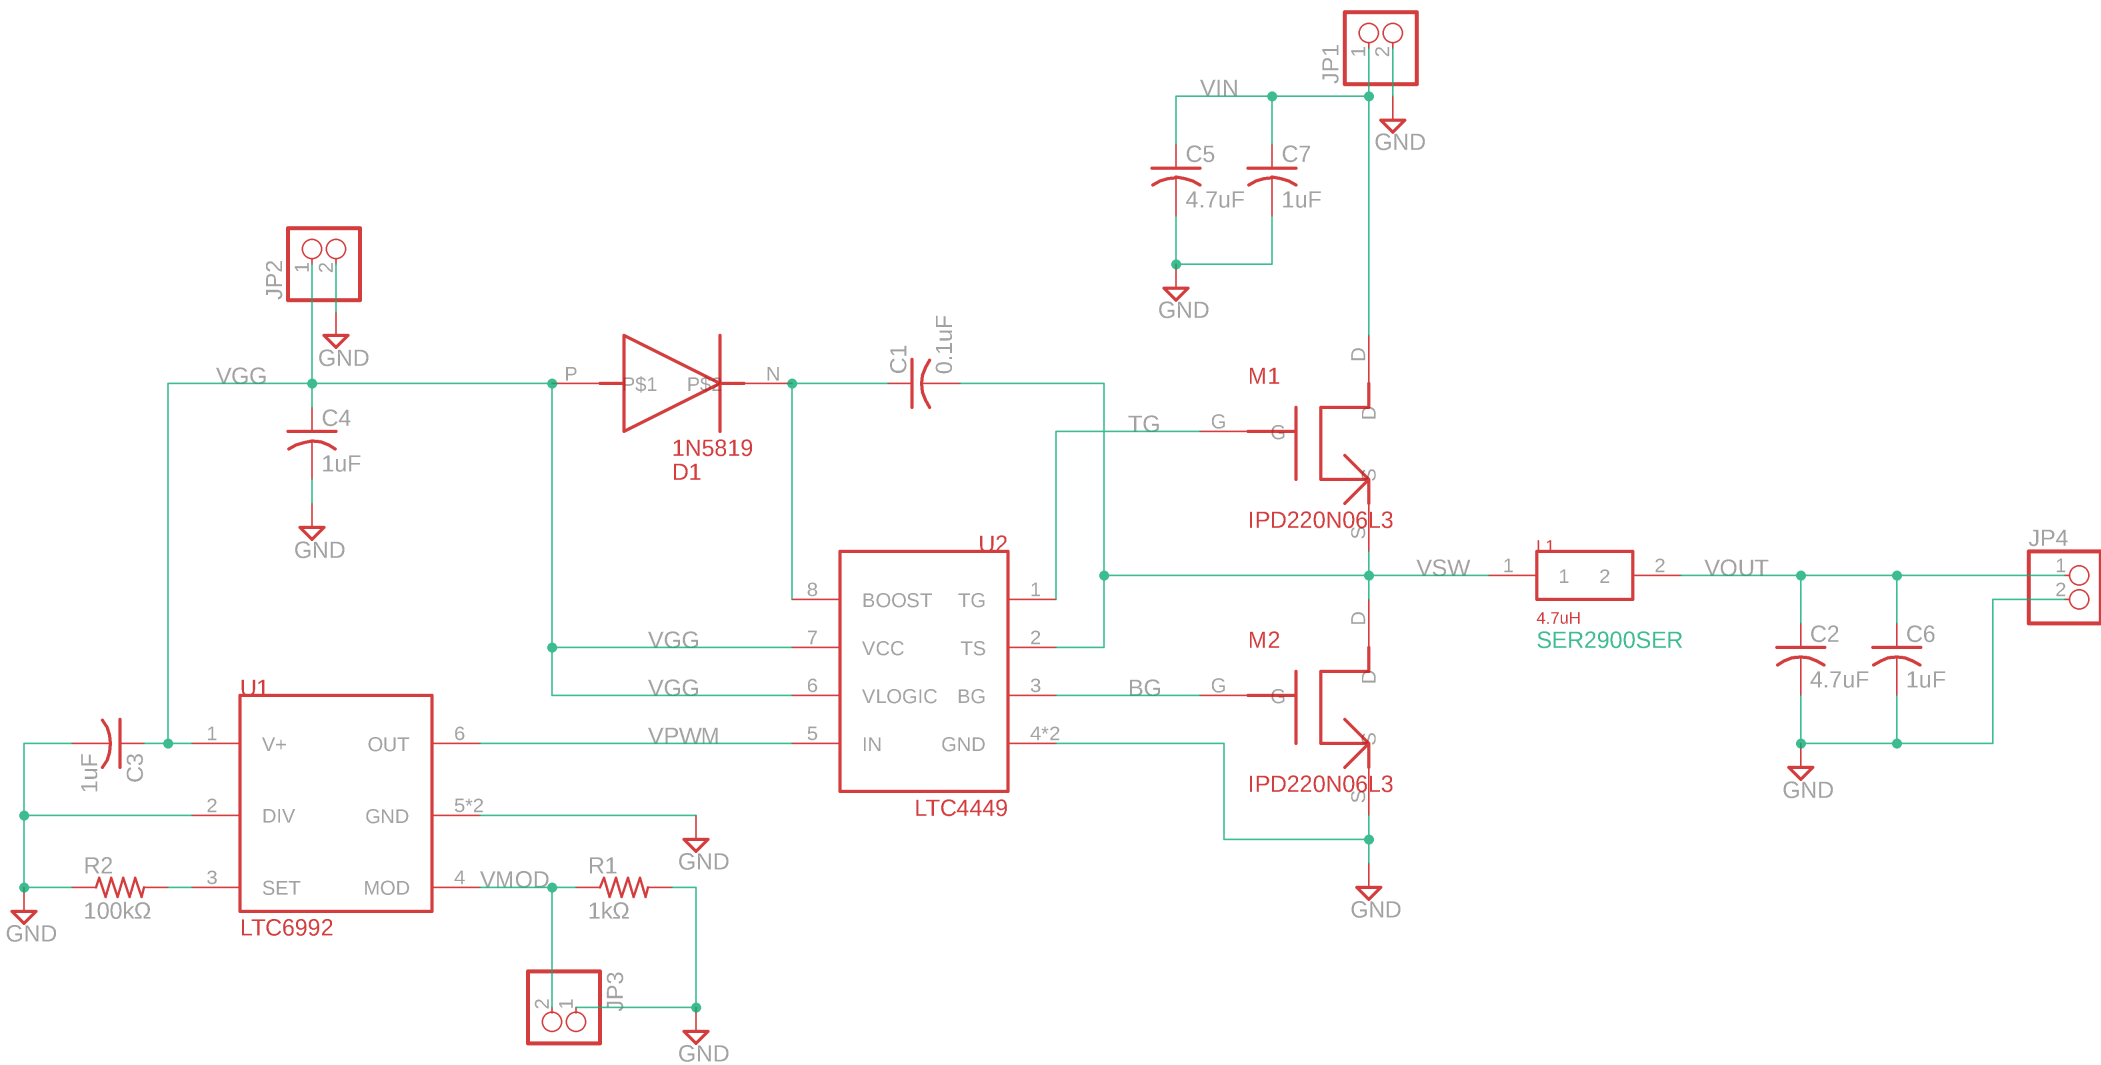 JP1
1
2
VIN
GND
C5
4.7uF
C7
1uF
GND
JP2
1
2
GND
VGG
C4
1uF
GND
P
P$1
N
1N5819
D1
C1
0.1uF
M1
D
D
TG
G
G
S
S
IPD220N06L3
U2
8
BOOST
TG
1
7
VCC
TS
2
6
VLOGIC
BG
3
5
IN
GND
4*2
LTC4449
VGG
VGG
VPWM
VSW
1
L1
1
2
2
4.7uH
SER2900SER
VOUT
JP4
1
2
C2
4.7uF
C6
1uF
GND
M2
D
D
BG
G
G
S
S
IPD220N06L3
GND
U1
1
V+
OUT
6
2
DIV
GND
5*2
3
SET
MOD
4
LTC6992
1uF
C3
R2
100kΩ
GND
GND
VMOD
R1
1kΩ
JP3
2
1
GND